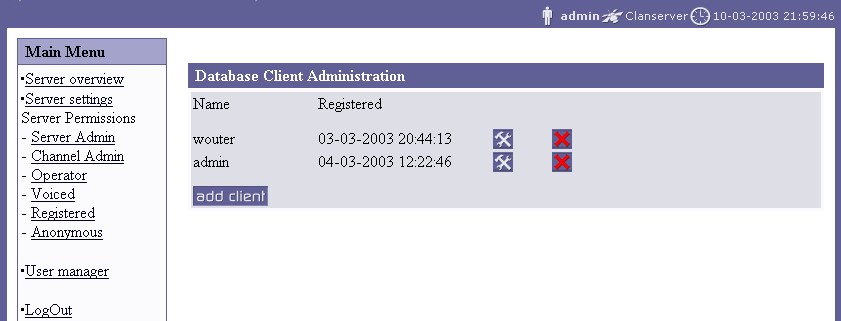 admin Clanserver 10-03-2003 21:59:46
Main Menu
•Server overview
•Server settings
Server Permissions
- Server Admin
- Channel Admin
- Operator
- Voiced
- Registered
- Anonymous
•User manager
•LogOut
Database Client Administration
Name Registered
wouter 03-03-2003 20:44:13
admin 04-03-2003 12:22:46
add client